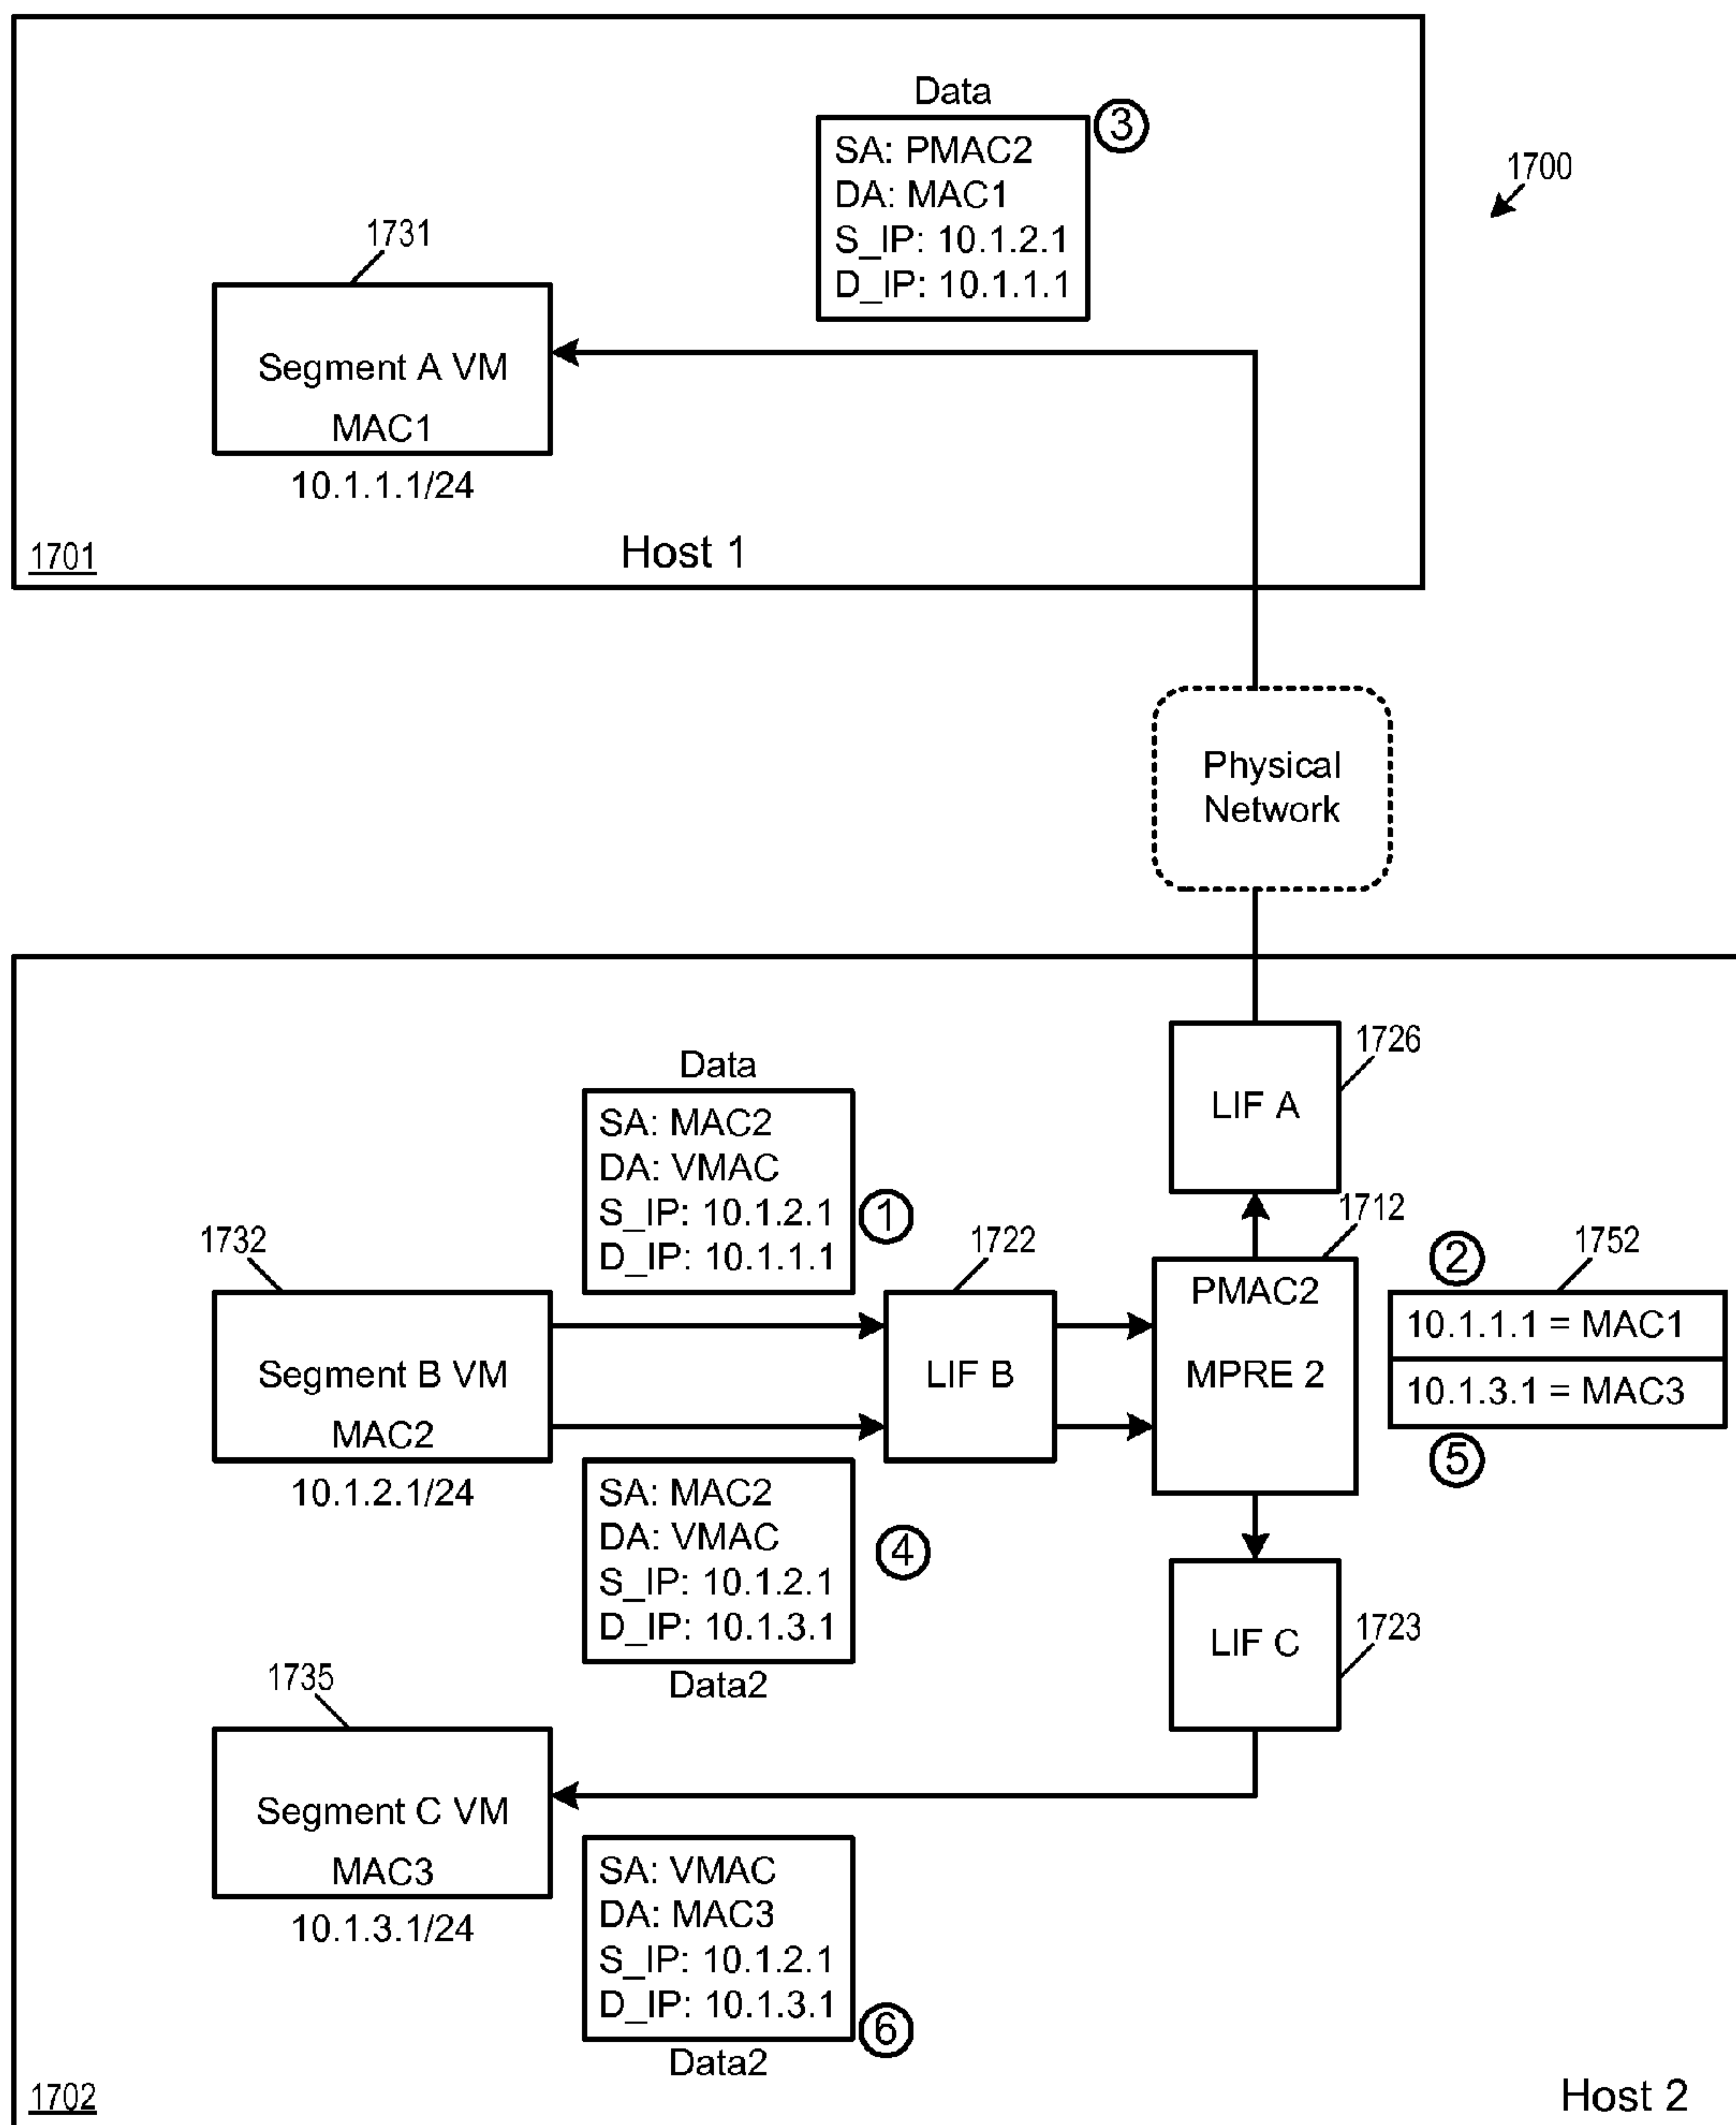 Data
3
SA: PMAC2
DA: MAC1
S_IP: 10.1.2.1
D_IP: 10.1.1.1
1700
1731
Segment A VM
MAC1
10.1.1.1/24
1701
Host 1
Physical
Network
1726
LIF A
Data
SA: MAC2
DA: VMAC
S_IP: 10.1.2.1
D_IP: 10.1.1.1
1
1732
1722
1712
2
1752
Segment B VM
MAC2
10.1.2.1/24
LIF B
PMAC2
MPRE 2
10.1.1.1 = MAC1
10.1.3.1 = MAC3
5
SA: MAC2
DA: VMAC
S_IP: 10.1.2.1
D_IP: 10.1.3.1
4
Data2
1723
LIF C
1735
Segment C VM
MAC3
10.1.3.1/24
SA: VMAC
DA: MAC3
S_IP: 10.1.2.1
D_IP: 10.1.3.1
6
Data2
1702
Host 2